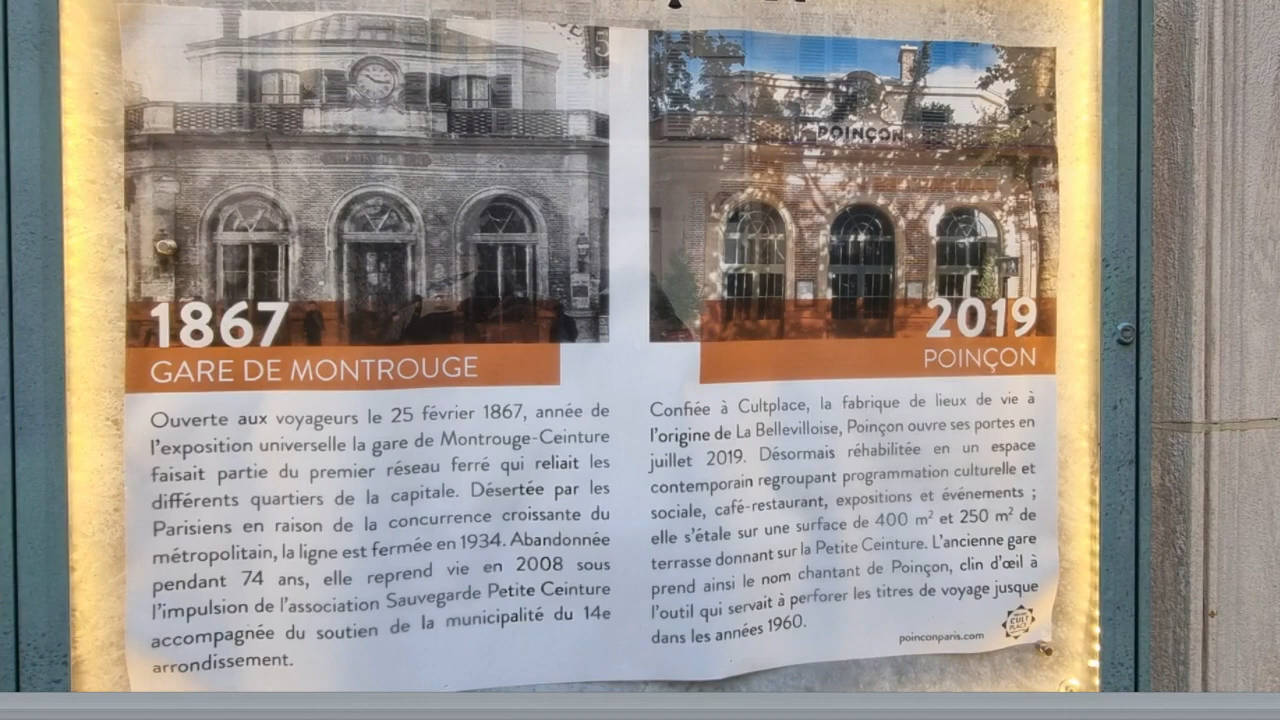 POINÇON
1867
GARE DE MONTROUGE
Ouverte aux voyageurs le 25 février 1867, année de
l'exposition universelle la gare de Montrouge-Ceinture
faisait partie du premier réseau ferré qui reliait les
différents quartiers de la capitale. Désertée par les
Parisiens en raison de la concurrence croissante du
métropolitain, la ligne est fermée en 1934. Abandonnée
pendant 74 ans, elle reprend vie en 2008 sous
l'impulsion de l'association Sauvegarde Petite Ceinture
accompagnée du soutien de la municipalité du 14e
arrondissement.
2019
POINÇON
Confiée à Cultplace, la fabrique de lieux de vie à
l'origine de La Bellevilloise, Poinçon ouvre ses portes en
juillet 2019. Désormais réhabilitée en un espace
contemporain regroupant programmation culturelle et
sociale, café-restaurant, expositions et événements ;
elle s'étale sur une surface de 400 m² et 250 m² de
terrasse donnant sur la Petite Ceinture. L'ancienne gare
prend ainsi le nom chantant de Poinçon, clin d'œil à
l'outil qui servait à perforer les titres de voyage jusque
dans les années 1960.
poinconparis.com
CULT
PLACE